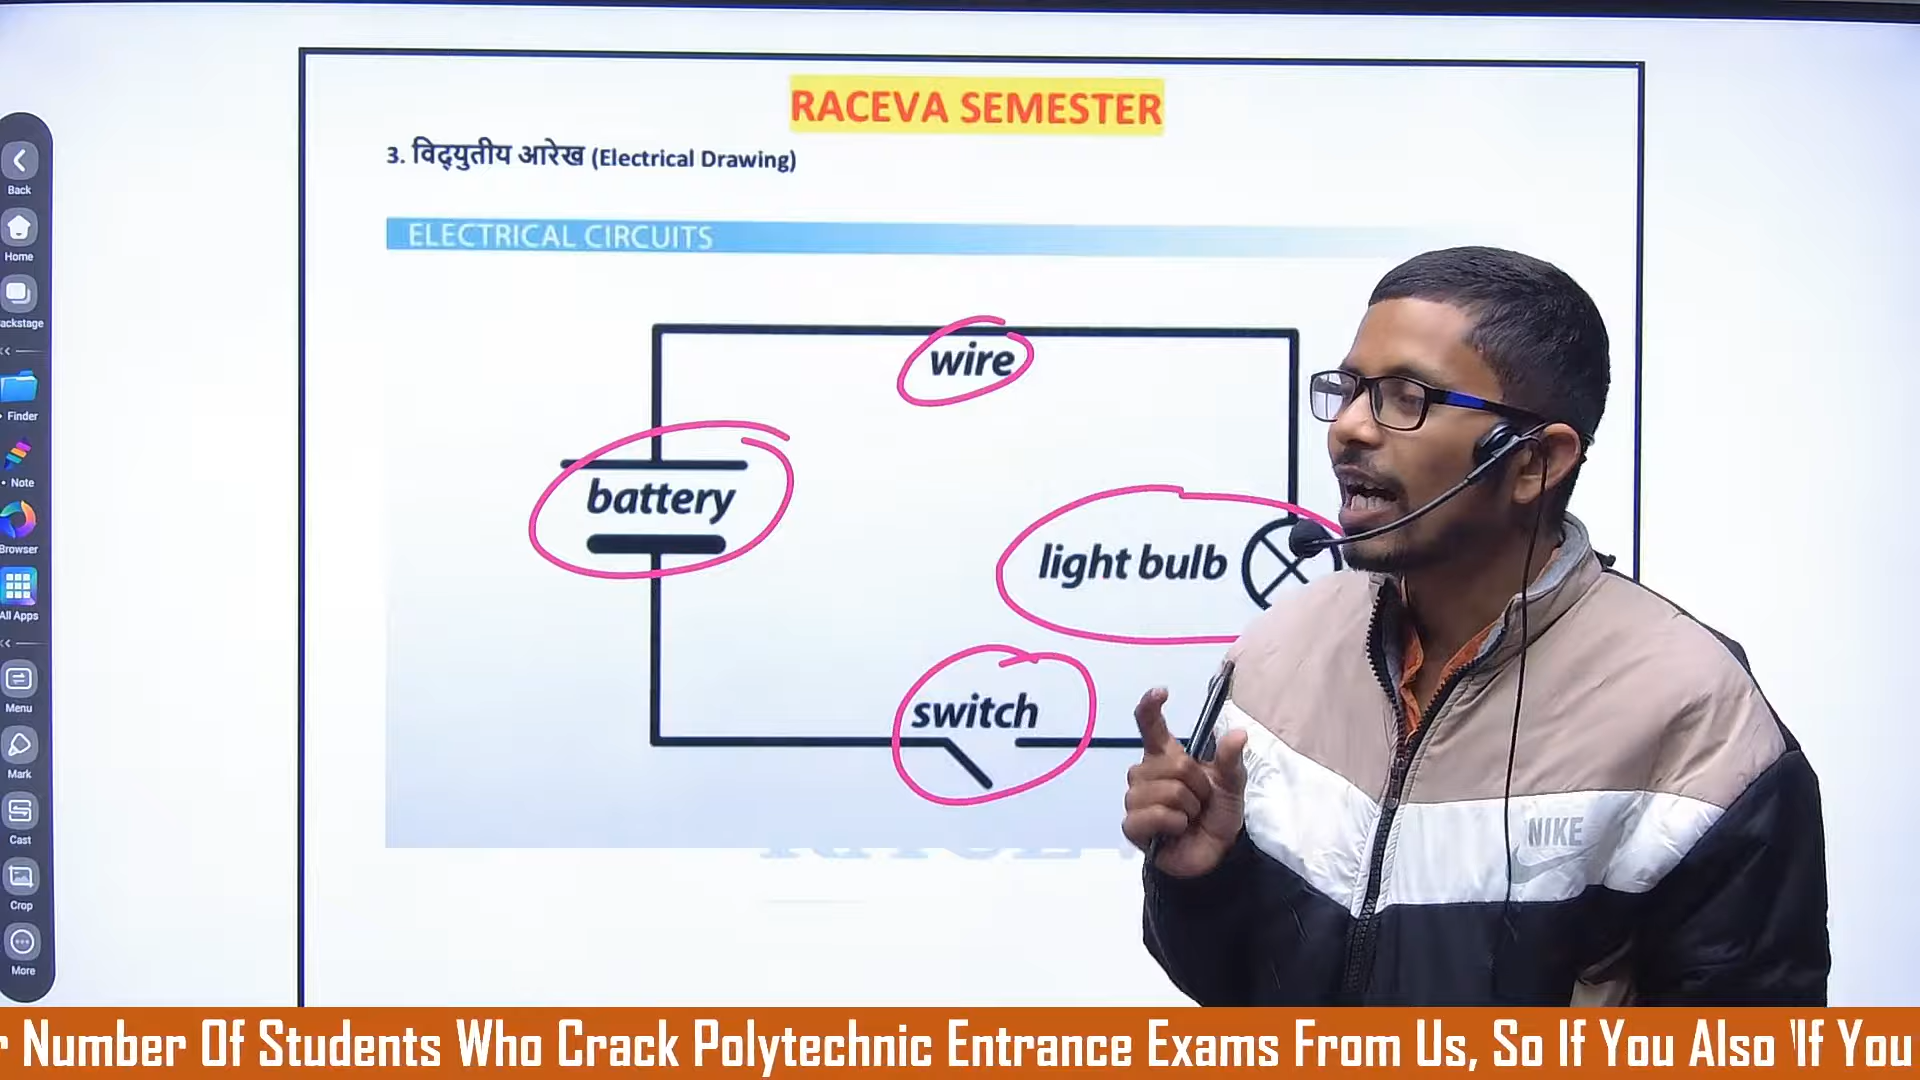 RACEVA SEMESTER
3. विद्युतीय आरेख (Electrical Drawing)
ELECTRICAL CIRCUITS
wire
battery
light bulb
switch
Back
Home
ackstage
Finder
Note
Browser
All Apps
Menu
Mark
Cast
Crop
More
NIKE
r Number Of Students Who Crack Polytechnic Entrance Exams From Us, So If You Also 'If You